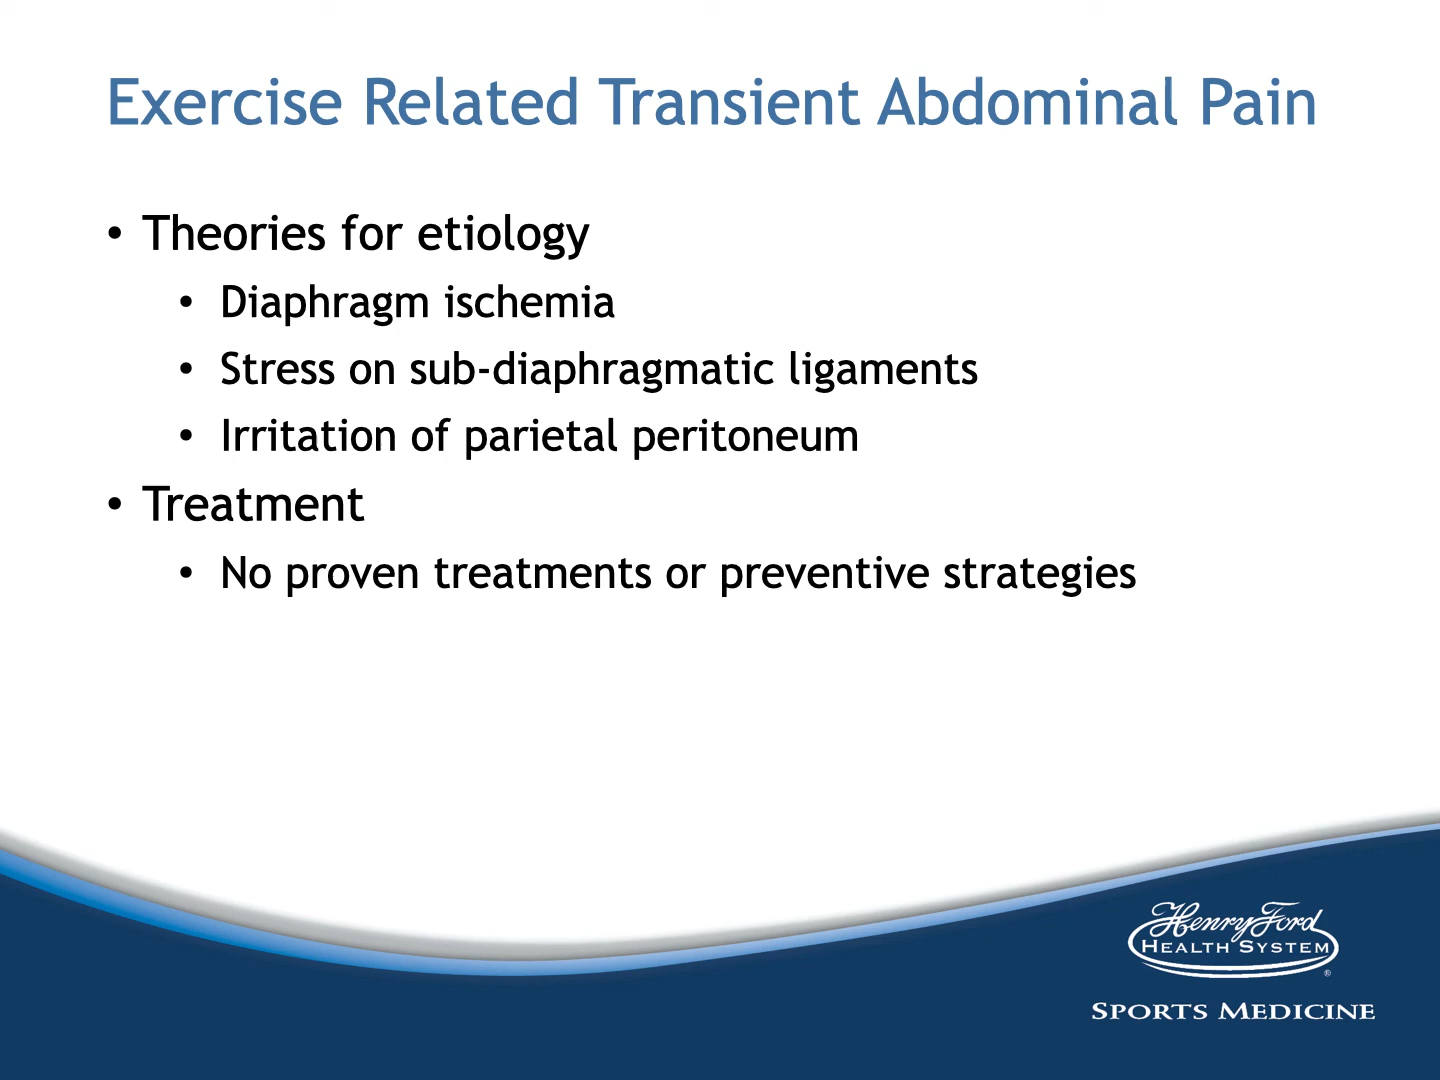 Exercise Related Transient Abdominal Pain
• Theories for etiology
• Diaphragm ischemia
• Stress on sub-diaphragmatic ligaments
• Irritation of parietal peritoneum
• Treatment
• No proven treatments or preventive strategies
Henry Ford
HEALTH SYSTEM
®
SPORTS MEDICINE